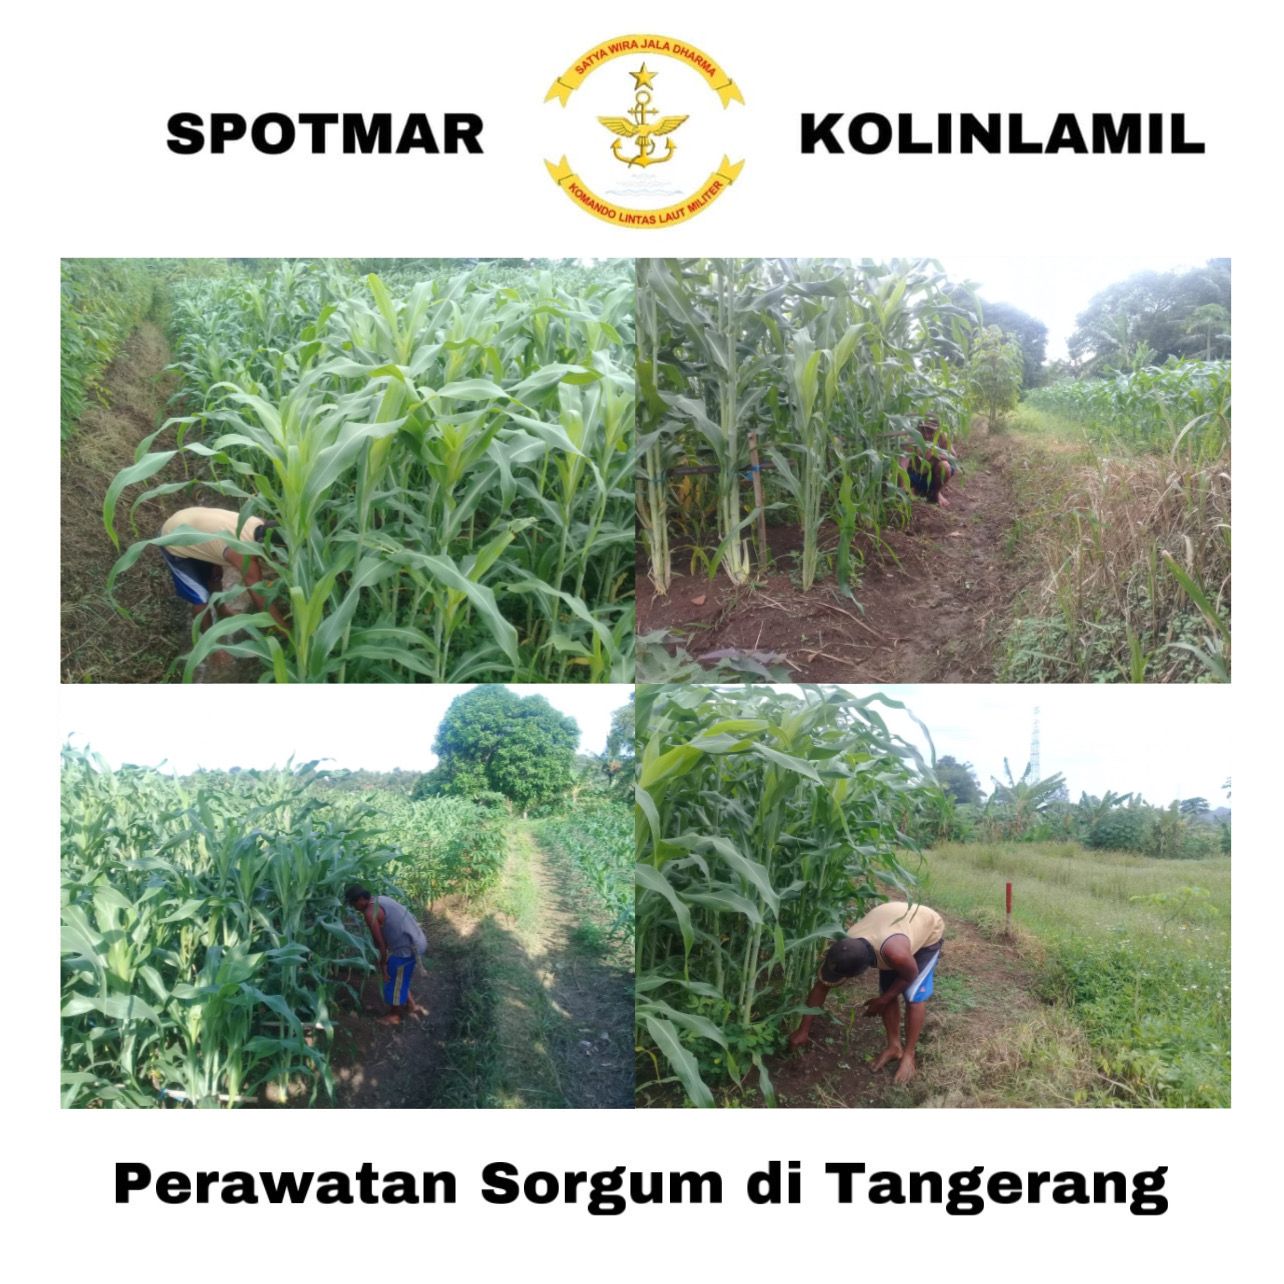 SPOTMAR
SATYA WIRA JALA DHARMA
KOMANDO LINTAS LAUT MILITER
KOLINLAMIL
Perawatan Sorgum di Tangerang